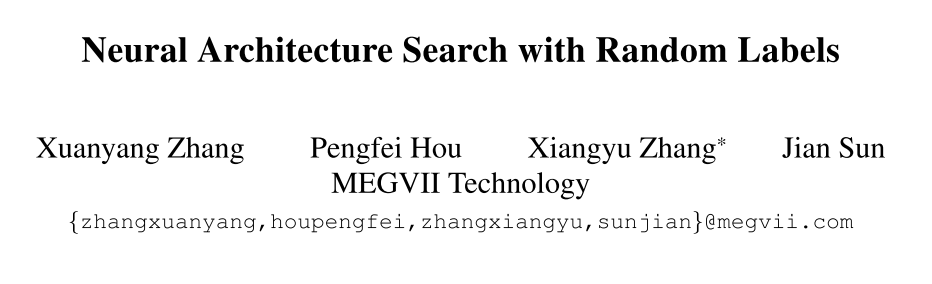 Neural Architecture Search with Random Labels
Xuanyang Zhang Pengfei Hou Xiangyu Zhang* Jian Sun
MEGVII Technology
{zhangxuanyang,houpengfei,zhangxiangyu,sunjian}@megvii.com